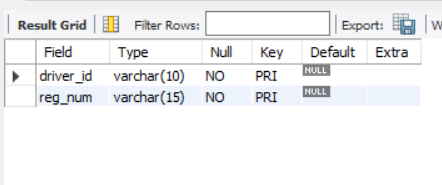 Result Grid Filter Rows: Export: W
Field Type Null Key Default Extra
driver_id varchar(10) NO PRI NULL
reg_num varchar(15) NO PRI NULL